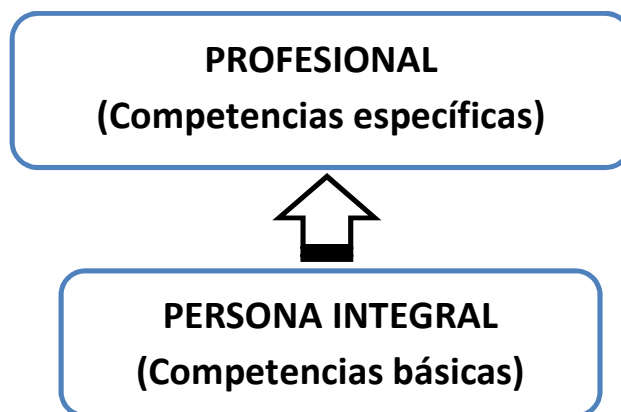 PROFESIONAL
(Competencias específicas)
PERSONA INTEGRAL
(Competencias básicas)